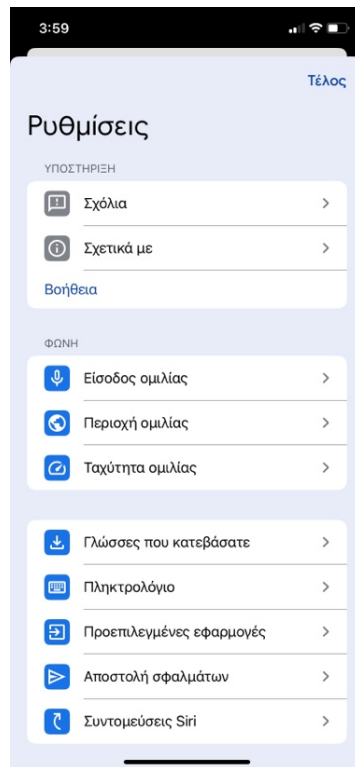 3:59
Τέλος
Ρυθμίσεις
ΥΠΟΣΤΗΡΙΞΗ
Σχόλια
Σχετικά με
Βοήθεια
ΦΩΝΗ
Είσοδος ομιλίας
Περιοχή ομιλίας
Ταχύτητα ομιλίας
Γλώσσες που κατεβάσατε
Πληκτρολόγιο
Προεπιλεγμένες εφαρμογές
Αποστολή σφαλμάτων
Συντομεύσεις Siri